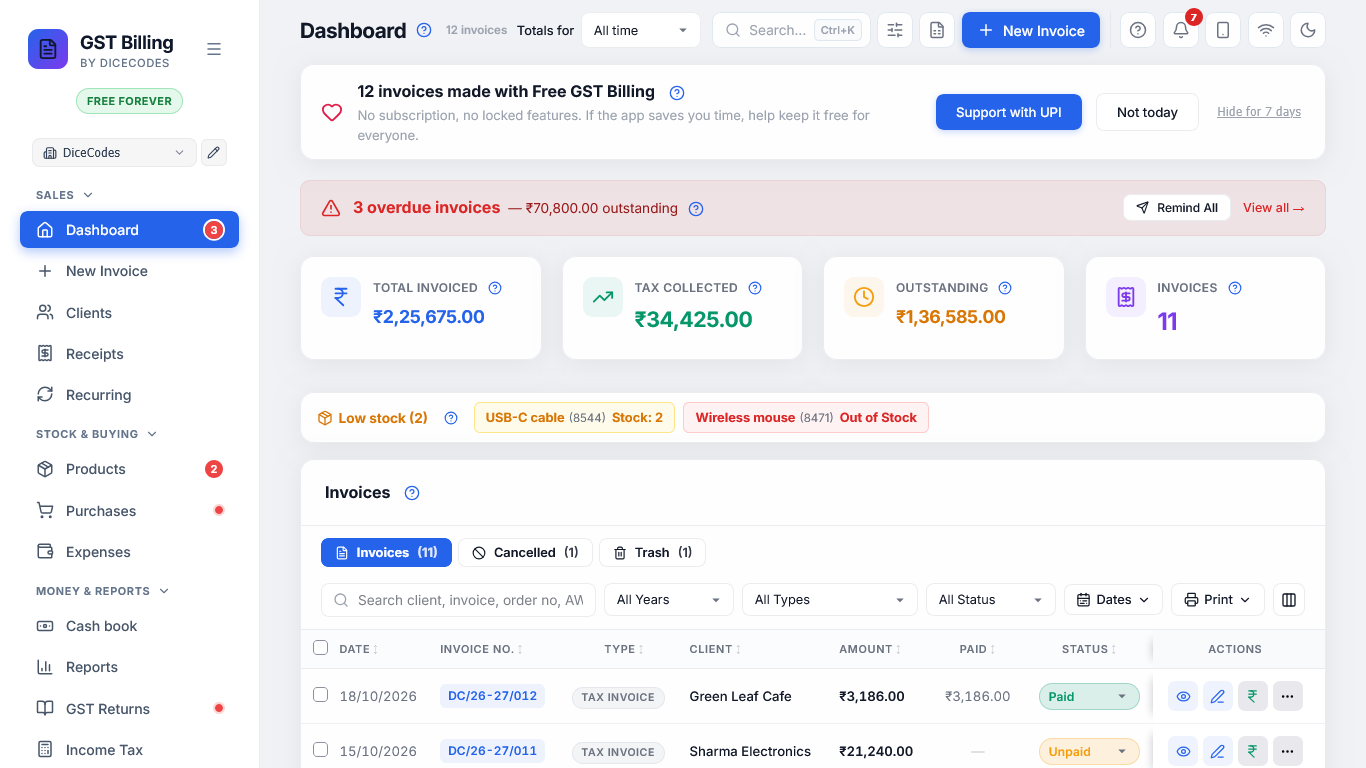 GST Billing
BY DICECODES
FREE FOREVER
DiceCodes
SALES
Dashboard 3
New Invoice
Clients
Receipts
Recurring
STOCK & BUYING
Products 2
Purchases
Expenses
MONEY & REPORTS
Cash book
Reports
GST Returns
Income Tax
Dashboard 12 invoices Totals for All time Search... Ctrl+K New Invoice 7
12 invoices made with Free GST Billing
No subscription, no locked features. If the app saves you time, help keep it free for
everyone.
Support with UPI Not today Hide for 7 days
3 overdue invoices — ₹70,800.00 outstanding Remind All View all →
TOTAL INVOICED
₹2,25,675.00
TAX COLLECTED
₹34,425.00
OUTSTANDING
₹1,36,585.00
INVOICES
11
Low stock (2) USB-C cable (8544) Stock: 2 Wireless mouse (8471) Out of Stock
Invoices
Invoices (11) Cancelled (1) Trash (1)
Search client, invoice, order no, AW All Years All Types All Status Dates Print
DATE INVOICE NO. TYPE CLIENT AMOUNT PAID STATUS ACTIONS
18/10/2026 DC/26-27/012 TAX INVOICE Green Leaf Cafe ₹3,186.00 ₹3,186.00 Paid
15/10/2026 DC/26-27/011 TAX INVOICE Sharma Electronics ₹21,240.00 — Unpaid